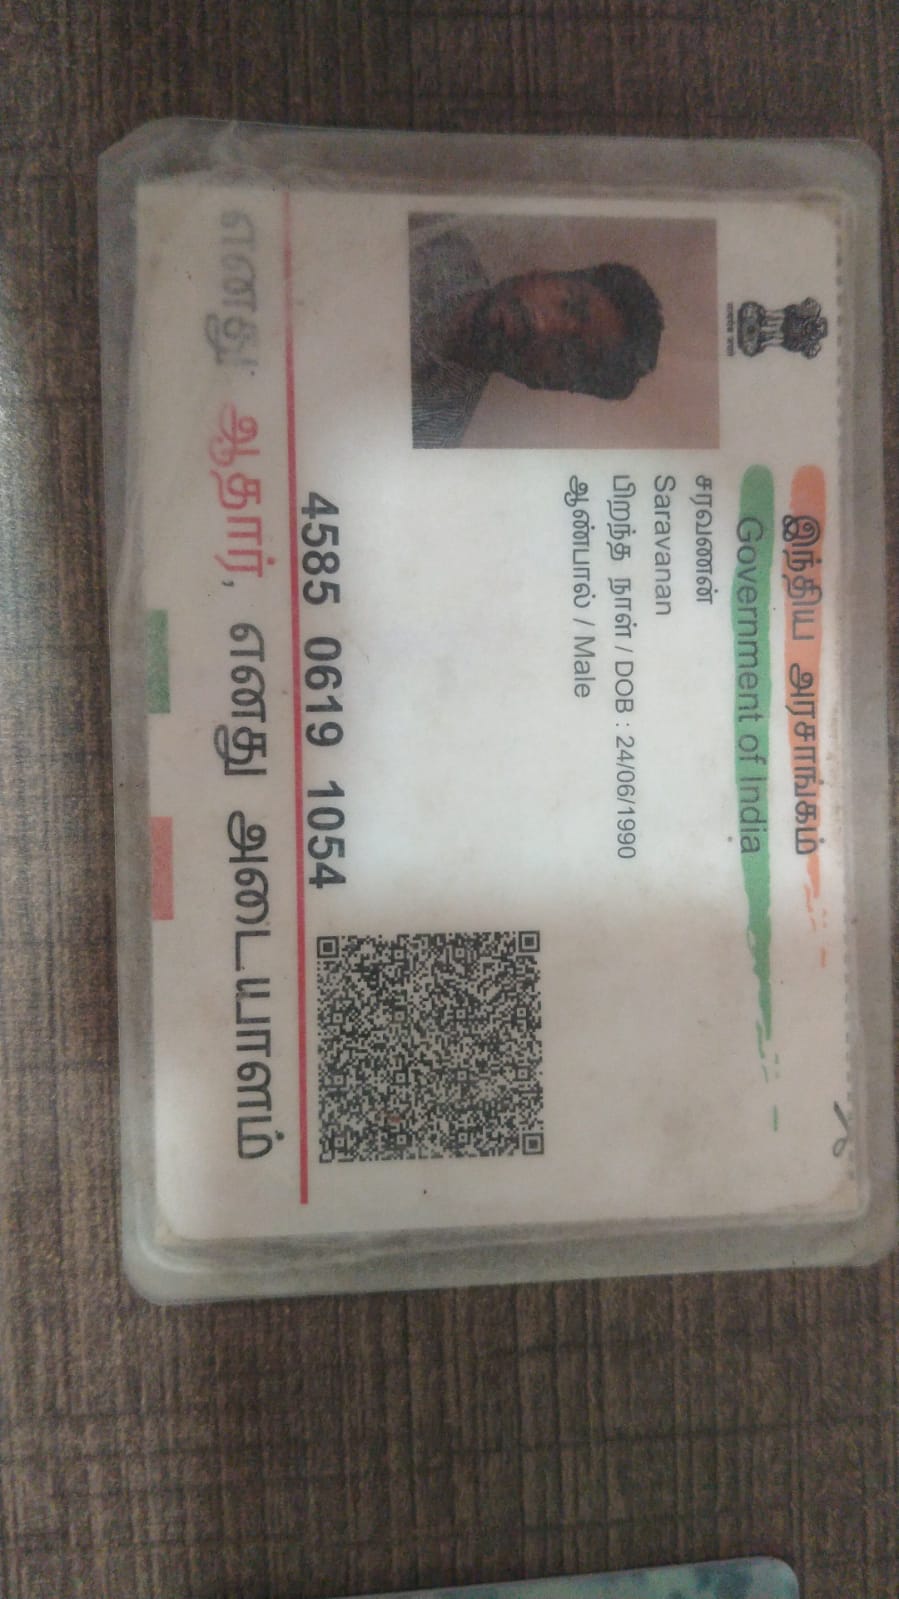 இந்திய அரசாங்கம்
Government of India
சரவணன்
Saravanan
பிறந்த நாள் / DOB : 24/06/1990
ஆண்பால் / Male
4585 0619 1054
எனது ஆதார், எனது அடையாளம்